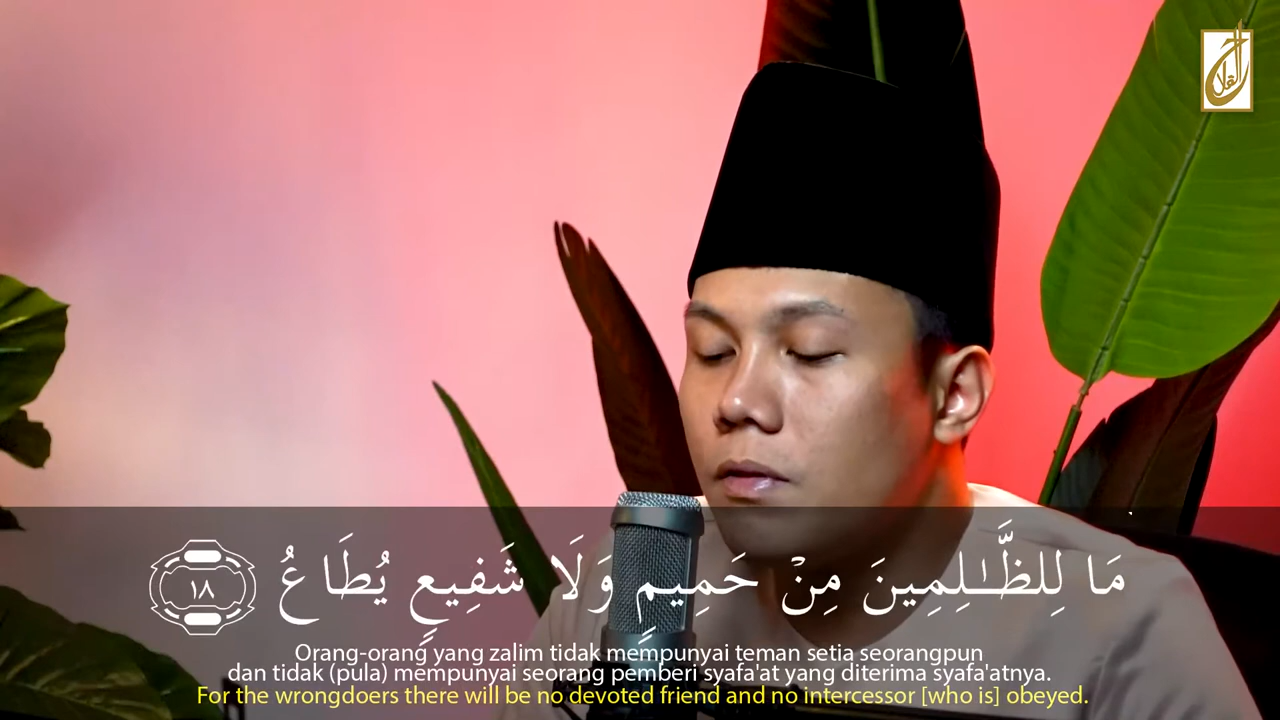 مَا لِلظَّـٰلِمِينَ مِنْ حَمِيمٍ وَلَا شَفِيعٍ يُطَاعُ ١٨
Orang-orang yang zalim tidak mempunyai teman setia seorangpun
dan tidak (pula) mempunyai seorang pemberi syafa'at yang diterima syafa'atnya.
For the wrongdoers there will be no devoted friend and no intercessor [who is] obeyed.